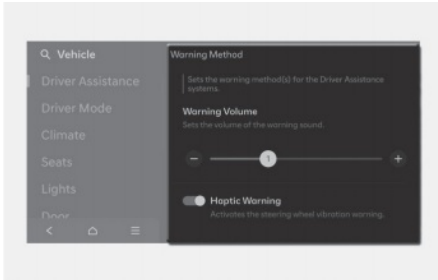 Vehicle
Driver Assistance
Driver Mode
Climate
Seats
Lights
Door
Warning Method
Sets the warning method(s) for the Driver Assistance
systems.
Warning Volume
Sets the volume of the warning sound.
1
Haptic Warning
Activates the steering wheel vibration warning.